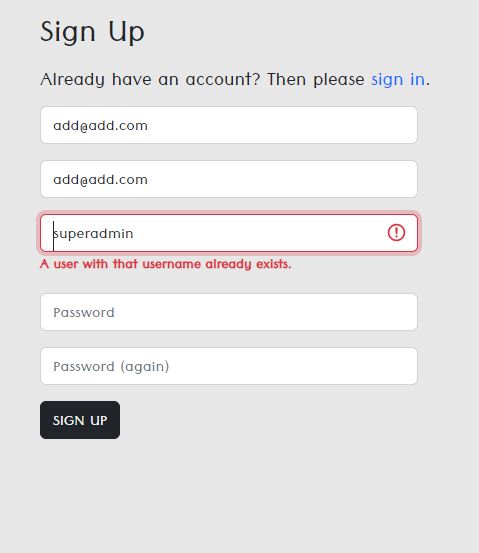 Sign Up
Already have an account? Then please sign in.
add@add.com
add@add.com
superadmin
A user with that username already exists.
Password
Password (again)
SIGN UP